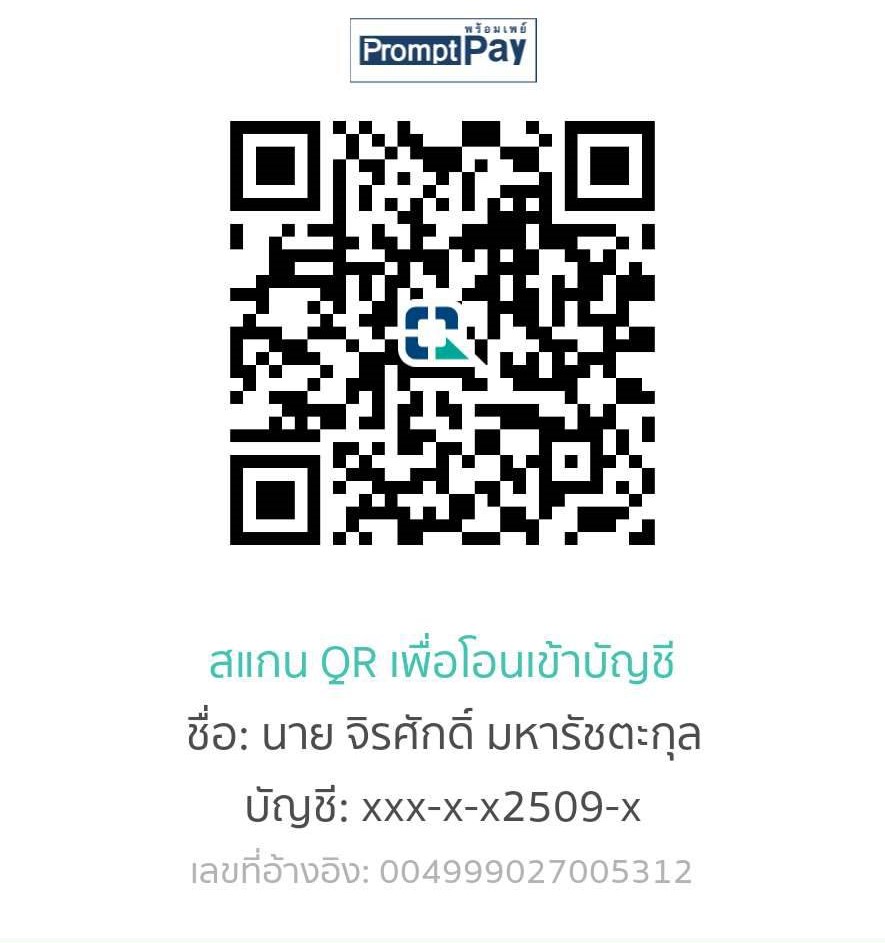 พร้อมเพย์
PromptPay
สแกน QR เพื่อโอนเข้าบัญชี
ชื่อ: นาย จิรศักดิ์ มหารัชตะกุล
บัญชี: xxx-x-x2509-x
เลขที่อ้างอิง: 004999027005312